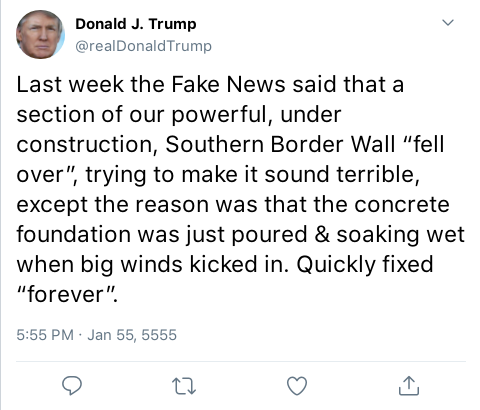 Donald J. Trump
@realDonaldTrump
Last week the Fake News said that a
section of our powerful, under
construction, Southern Border Wall “fell
over”, trying to make it sound terrible,
except the reason was that the concrete
foundation was just poured & soaking wet
when big winds kicked in. Quickly fixed
“forever”.
5:55 PM · Jan 55, 5555